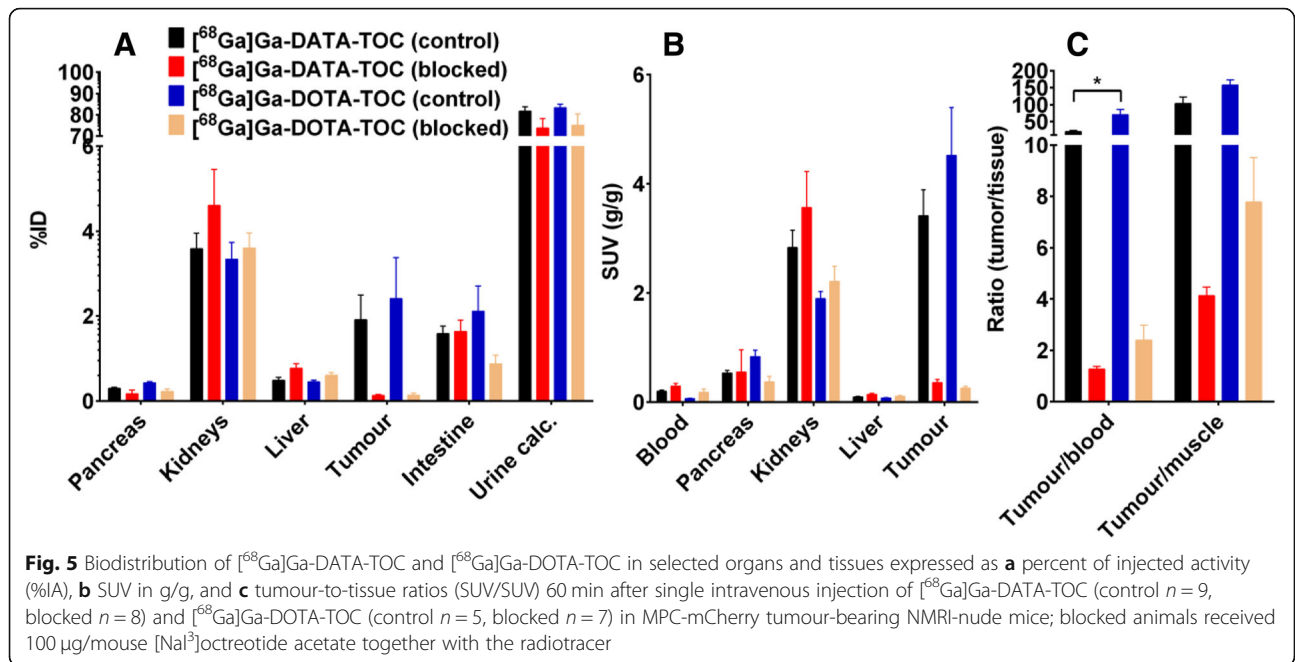 A
[⁶⁸Ga]Ga-DATA-TOC (control)
[⁶⁸Ga]Ga-DATA-TOC (blocked)
[⁶⁸Ga]Ga-DOTA-TOC (control)
[⁶⁸Ga]Ga-DOTA-TOC (blocked)
100
90
80
70
6
4
2
0
%ID
Pancreas
Kidneys
Liver
Tumour
Intestine
Urine calc.
B
6
4
2
0
SUV (g/g)
Blood
Pancreas
Kidneys
Liver
Tumour
C
*
200
150
100
50
10
8
6
4
2
0
Ratio (tumor/tissue)
Tumour/blood
Tumour/muscle
Fig. 5 Biodistribution of [⁶⁸Ga]Ga-DATA-TOC and [⁶⁸Ga]Ga-DOTA-TOC in selected organs and tissues expressed as a percent of injected activity
(%IA), b SUV in g/g, and c tumour-to-tissue ratios (SUV/SUV) 60 min after single intravenous injection of [⁶⁸Ga]Ga-DATA-TOC (control n = 9,
blocked n = 8) and [⁶⁸Ga]Ga-DOTA-TOC (control n = 5, blocked n = 7) in MPC-mCherry tumour-bearing NMRI-nude mice; blocked animals received
100 μg/mouse [Nal³]octreotide acetate together with the radiotracer